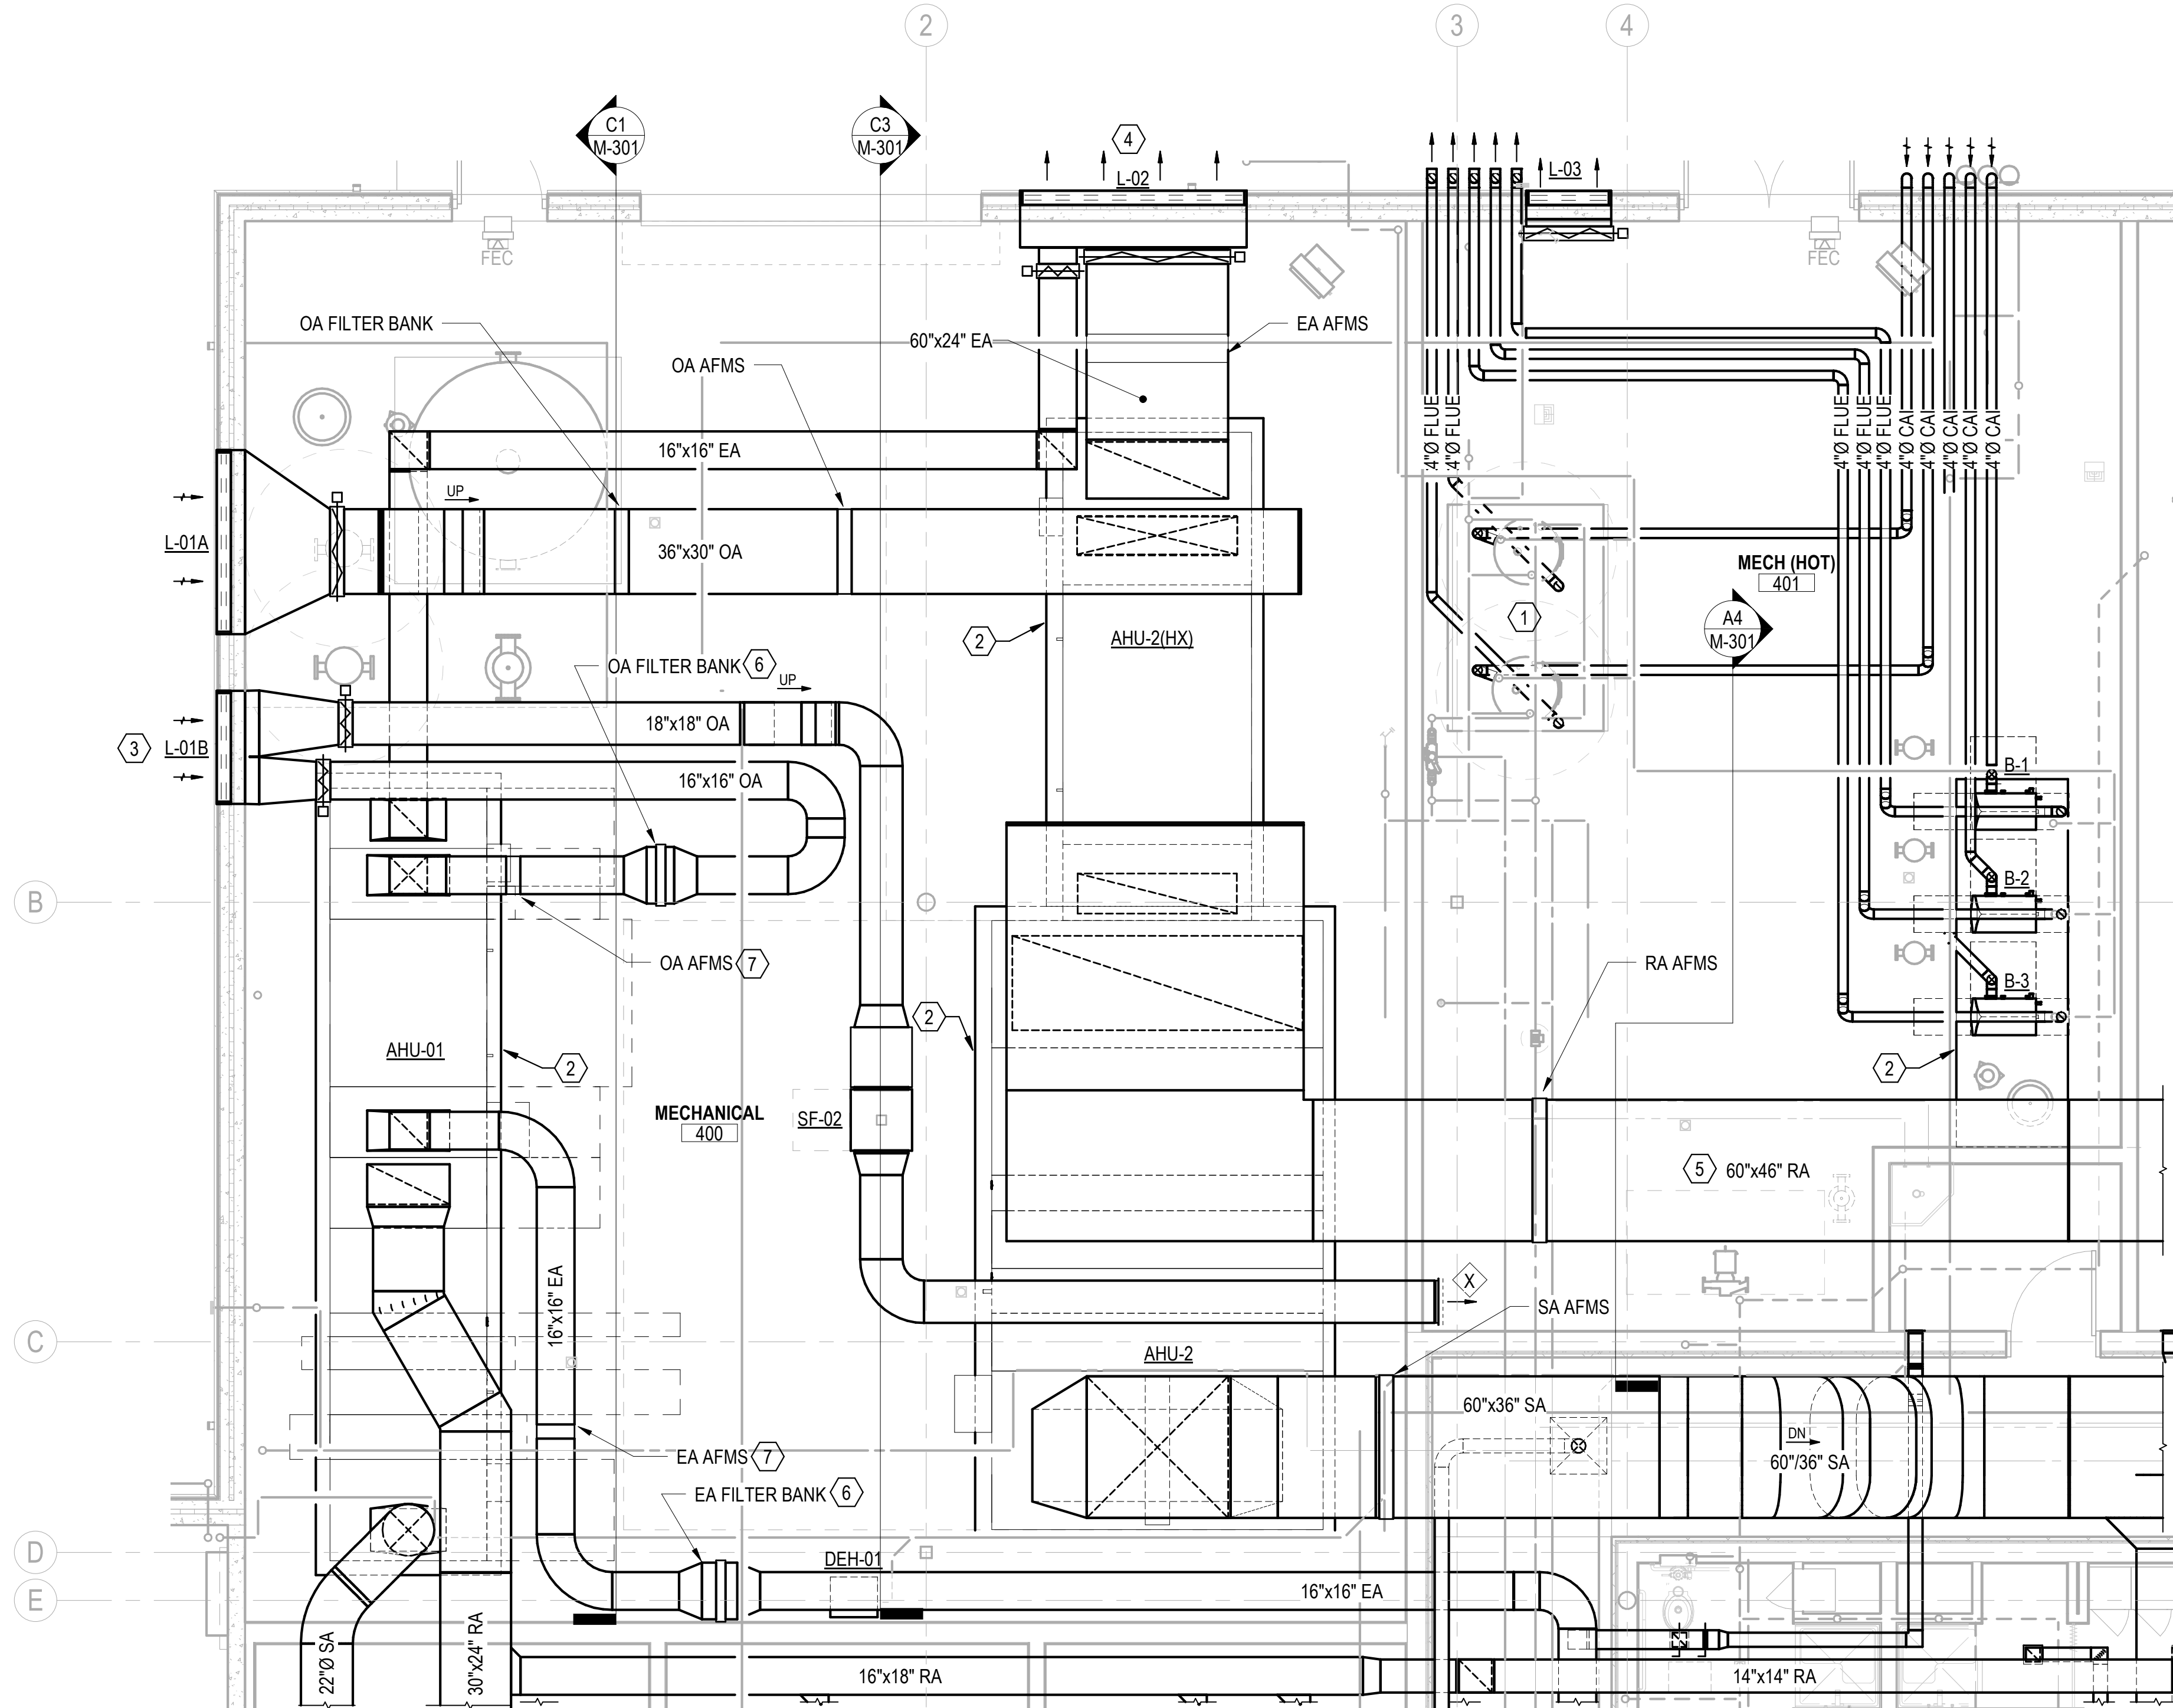 2
3
4
C1
M-301
C3
M-301
4
L-02
L-03
FEC
FEC
OA FILTER BANK
60"x24" EA
EA AFMS
OA AFMS
4"Ø FLUE
4"Ø FLUE
4"Ø FLUE
4"Ø FLUE
4"Ø FLUE
4"Ø CAI
4"Ø CAI
4"Ø CAI
4"Ø CAI
4"Ø CAI
16"x16" EA
UP
L-01A
36"x30" OA
MECH (HOT)
401
1
A4
M-301
2
AHU-2(HX)
OA FILTER BANK
6
UP
18"x18" OA
3
L-01B
16"x16" OA
B-1
B-2
B
OA AFMS
7
RA AFMS
B-3
2
AHU-01
2
2
MECHANICAL
400
SF-02
5
60"x46" RA
16"x16" EA
X
SA AFMS
C
AHU-2
60"x36" SA
DN
60"/36" SA
EA AFMS
7
EA FILTER BANK
6
D
DEH-01
E
16"x16" EA
22"Ø SA
30"x24" RA
16"x18" RA
14"x14" RA